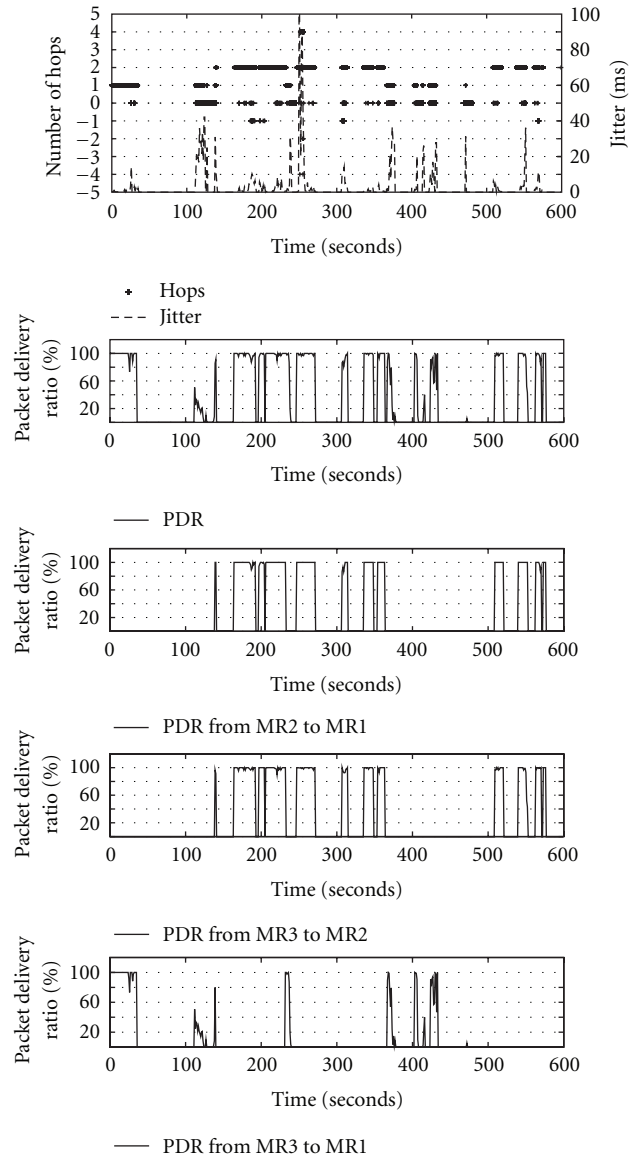 Number of hops
5
4
3
2
1
0
−1
−2
−3
−4
−5
100
80
60
40
20
0
Jitter (ms)
0 100 200 300 400 500 600
Time (seconds)
Hops
Jitter
Packet delivery
ratio (%)
100
60
20
0 100 200 300 400 500 600
Time (seconds)
PDR
Packet delivery
ratio (%)
100
60
20
0 100 200 300 400 500 600
Time (seconds)
PDR from MR2 to MR1
Packet delivery
ratio (%)
100
60
20
0 100 200 300 400 500 600
Time (seconds)
PDR from MR3 to MR2
Packet delivery
ratio (%)
100
60
20
0 100 200 300 400 500 600
Time (seconds)
PDR from MR3 to MR1